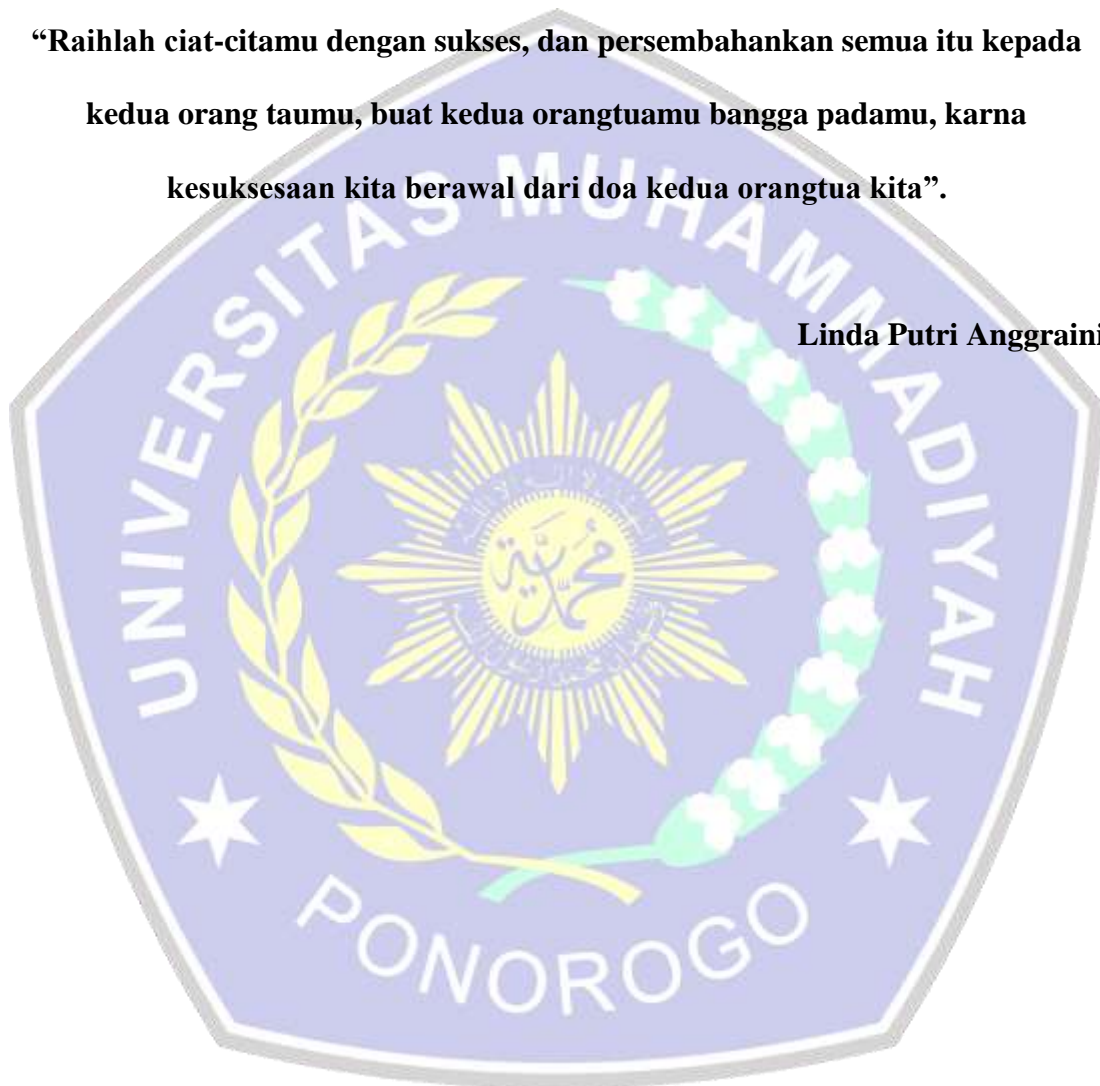 “Raihlah ciat-citamu dengan sukses, dan persembahankan semua itu kepada
kedua orang taumu, buat kedua orangtuamu bangga padamu, karna
kesuksesaan kita berawal dari doa kedua orangtua kita”.
Linda Putri Anggraini
UNIVERSITAS MUHAMMADIYAH
PONOROGO